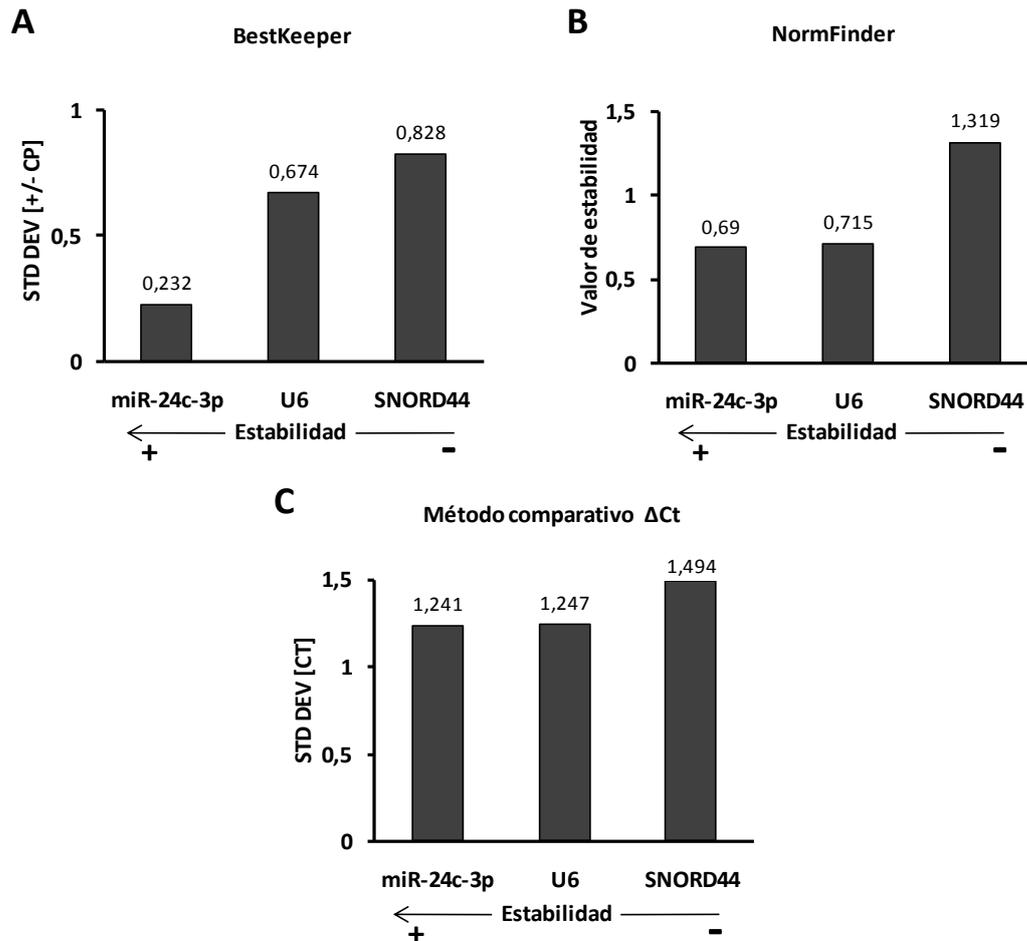 A
BestKeeper
STD DEV [+/- CP]
1
0,5
0
0,232
0,674
0,828
miR-24c-3p U6 SNORD44
Estabilidad
+ -
B
NormFinder
Valor de estabilidad
1,5
1
0,5
0
0,69
0,715
1,319
miR-24c-3p U6 SNORD44
Estabilidad
+ -
C
Método comparativo ΔCt
STD DEV [CT]
1,5
1
0,5
0
1,241
1,247
1,494
miR-24c-3p U6 SNORD44
Estabilidad
+ -